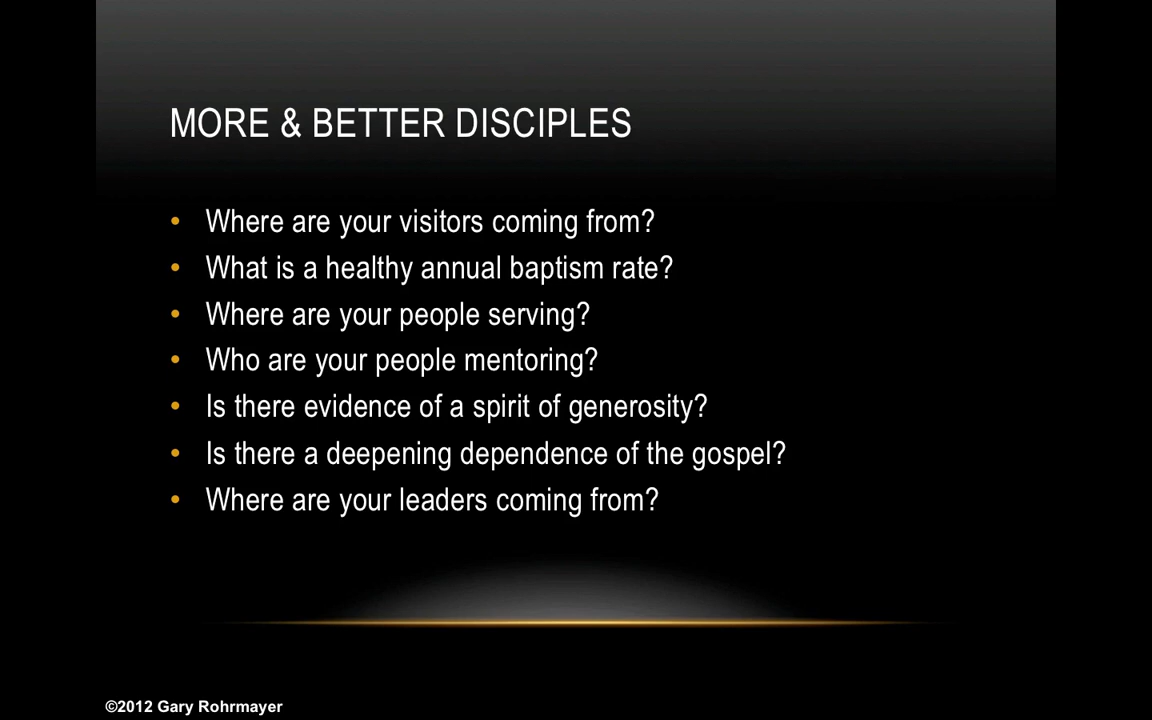 MORE & BETTER DISCIPLES
• Where are your visitors coming from?
• What is a healthy annual baptism rate?
• Where are your people serving?
• Who are your people mentoring?
• Is there evidence of a spirit of generosity?
• Is there a deepening dependence of the gospel?
• Where are your leaders coming from?
©2012 Gary Rohrmayer